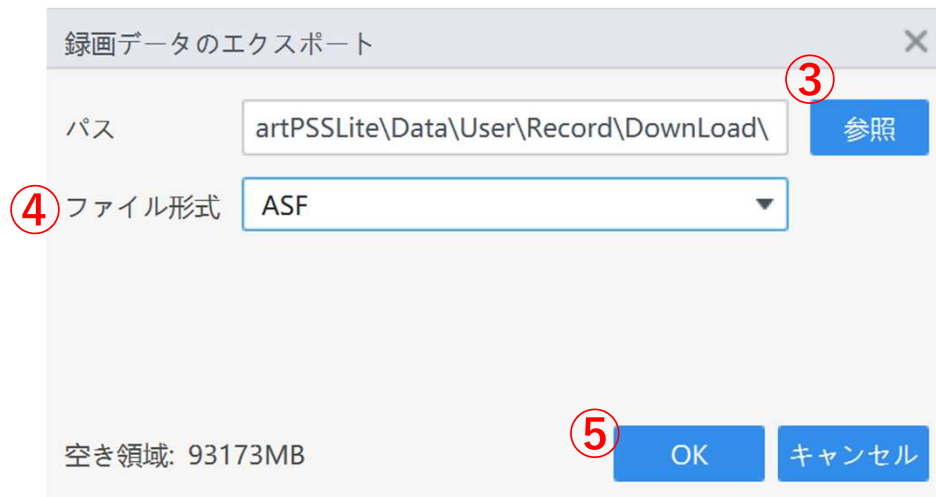 録画データのエクスポート
③
パス artPSSLite\Data\User\Record\DownLoad\ 参照
④ ファイル形式 ASF
⑤
空き領域: 93173MB OK キャンセル